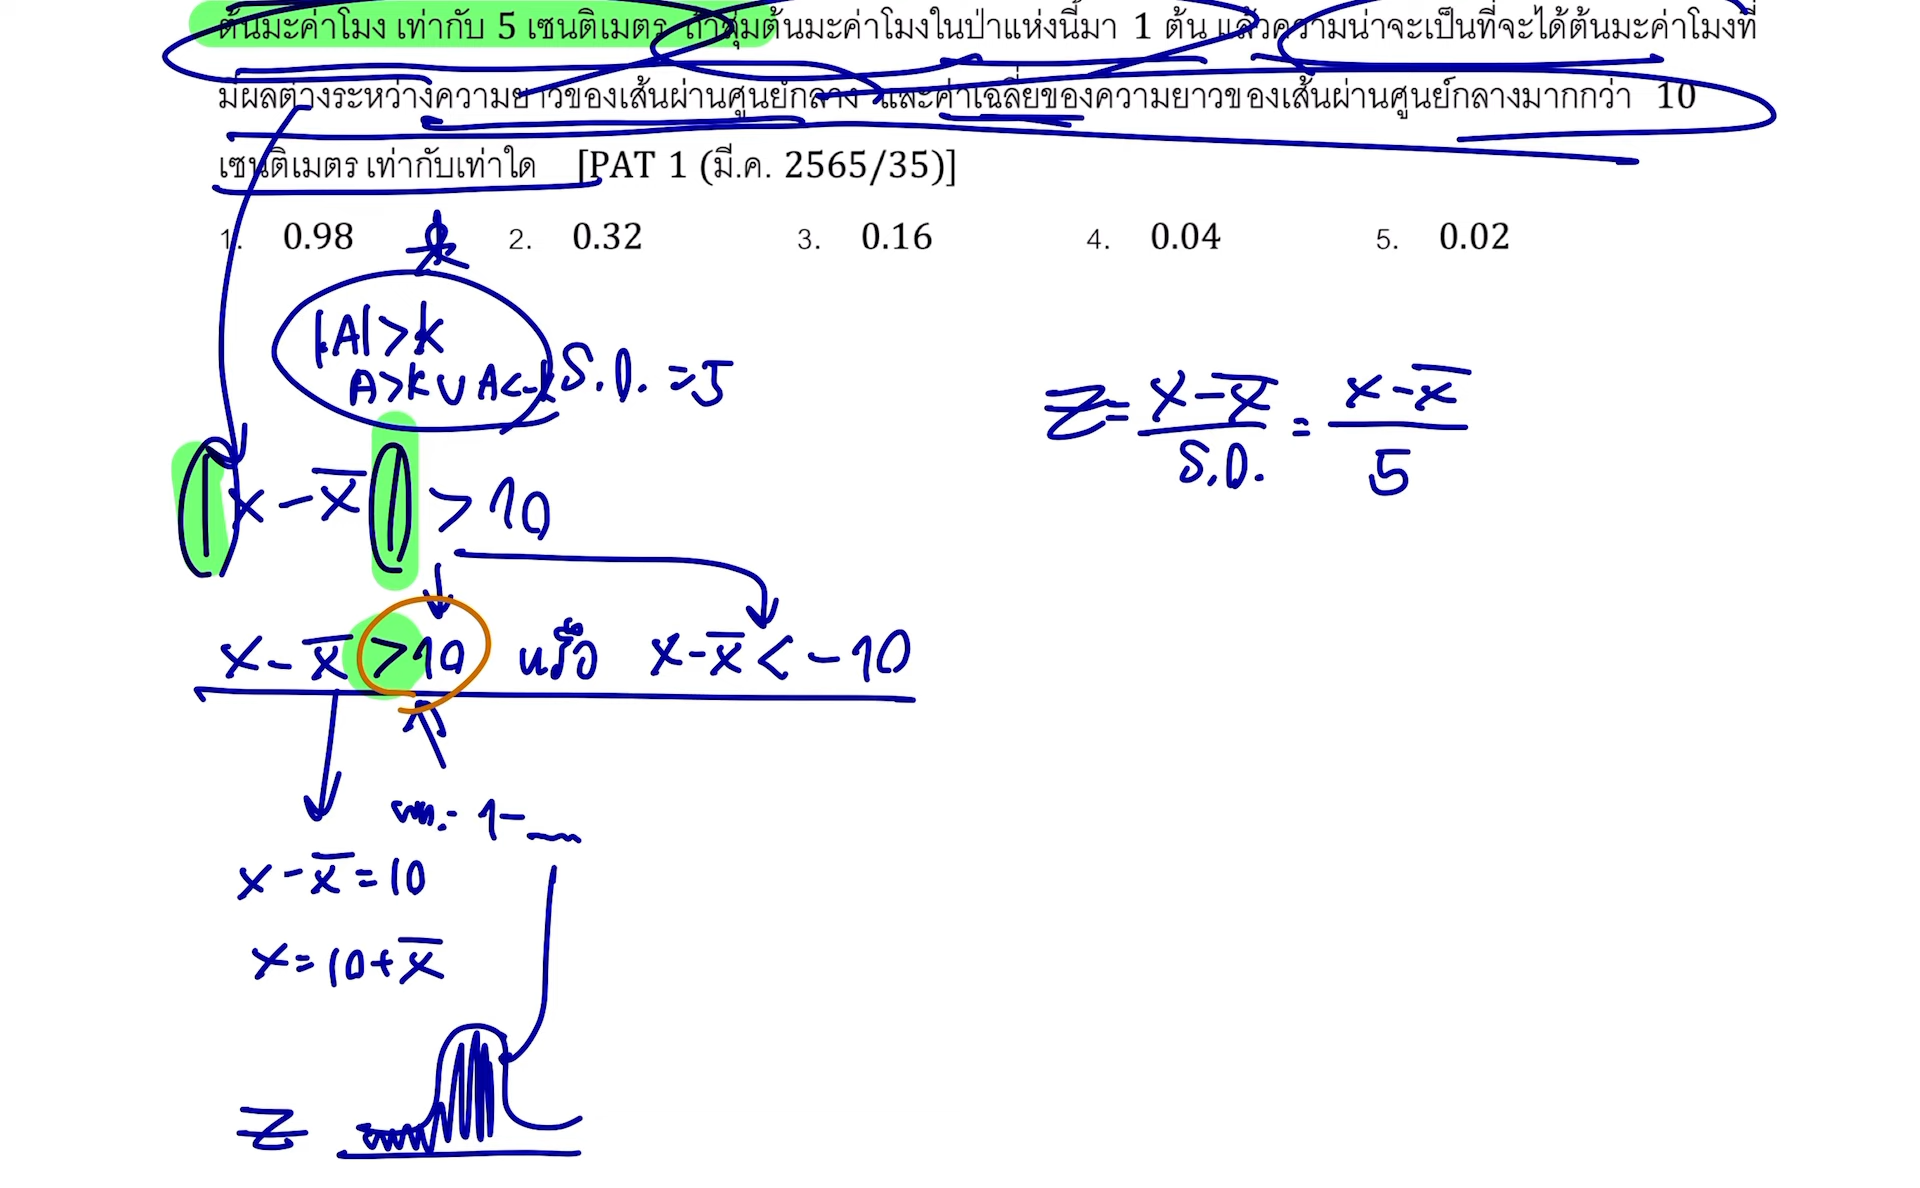 ต้นมะค่าโมง เท่ากับ 5 เซนติเมตร ถ้าสุ่มต้นมะค่าโมงในป่าแห่งนี้มา 1 ต้น แล้วความน่าจะเป็นที่จะได้ต้นมะค่าโมงที่
มีผลต่างระหว่างความยาวของเส้นผ่านศูนย์กลาง และค่าเฉลี่ยของความยาวของเส้นผ่านศูนย์กลางมากกว่า 10
เซนติเมตร เท่ากับเท่าใด [PAT 1 (มี.ค. 2565/35)]
1. 0.98 2. 0.32 3. 0.16 4. 0.04 5. 0.02
|A|>k
A>k ∪ A<-k
S.D. = 5
Z = x - x̄ / S.D. = x - x̄ / 5
|x - x̄| > 10
x - x̄ > 10 หรือ x - x̄ < -10
พท. = 1 -
x - x̄ = 10
x = 10 + x̄
Z